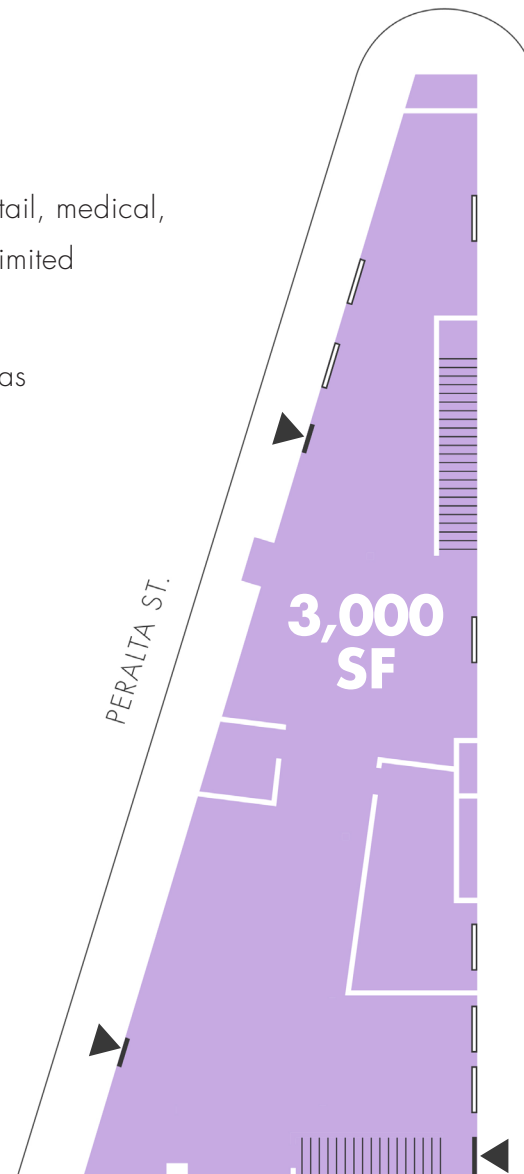 tail, medical,
imited
as
3,000
SF
PERALTA ST.